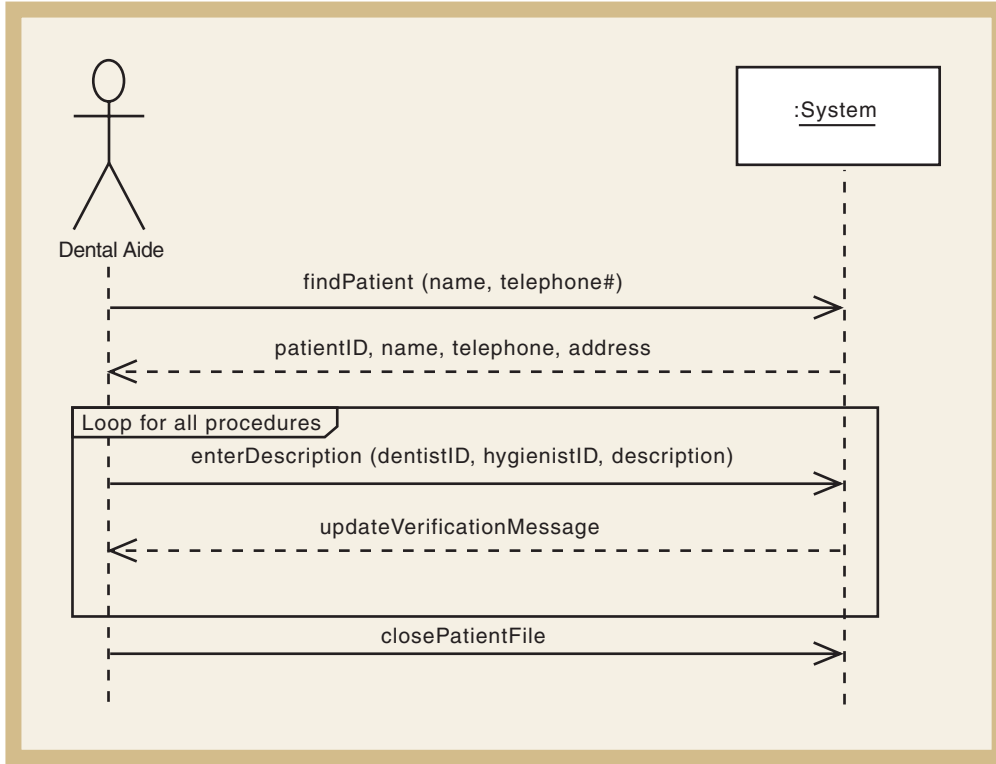 :System
Dental Aide
findPatient (name, telephone#)
patientID, name, telephone, address
Loop for all procedures
enterDescription (dentistID, hygienistID, description)
updateVerificationMessage
closePatientFile